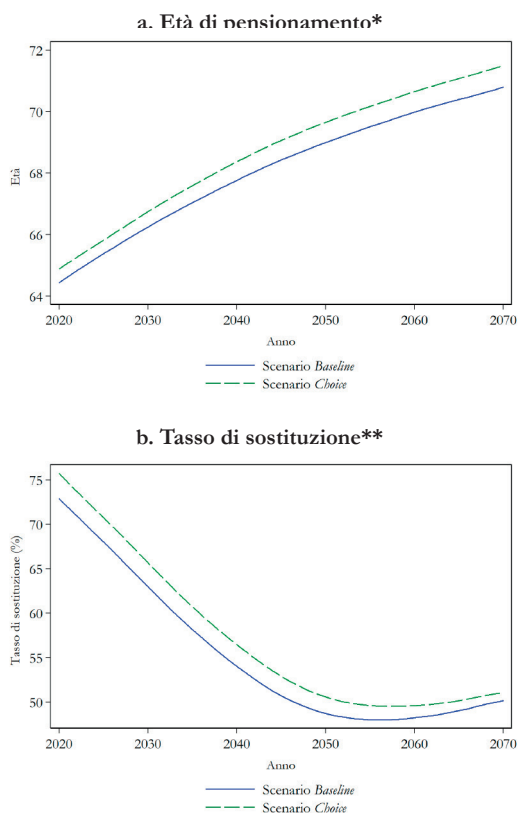 a. Età di pensionamento*
72
70
68
66
64
Età
2020 2030 2040 2050 2060 2070
Anno
Scenario Baseline
Scenario Choice
b. Tasso di sostituzione**
75
70
65
60
55
50
Tasso di sostituzione (%)
2020 2030 2040 2050 2060 2070
Anno
Scenario Baseline
Scenario Choice